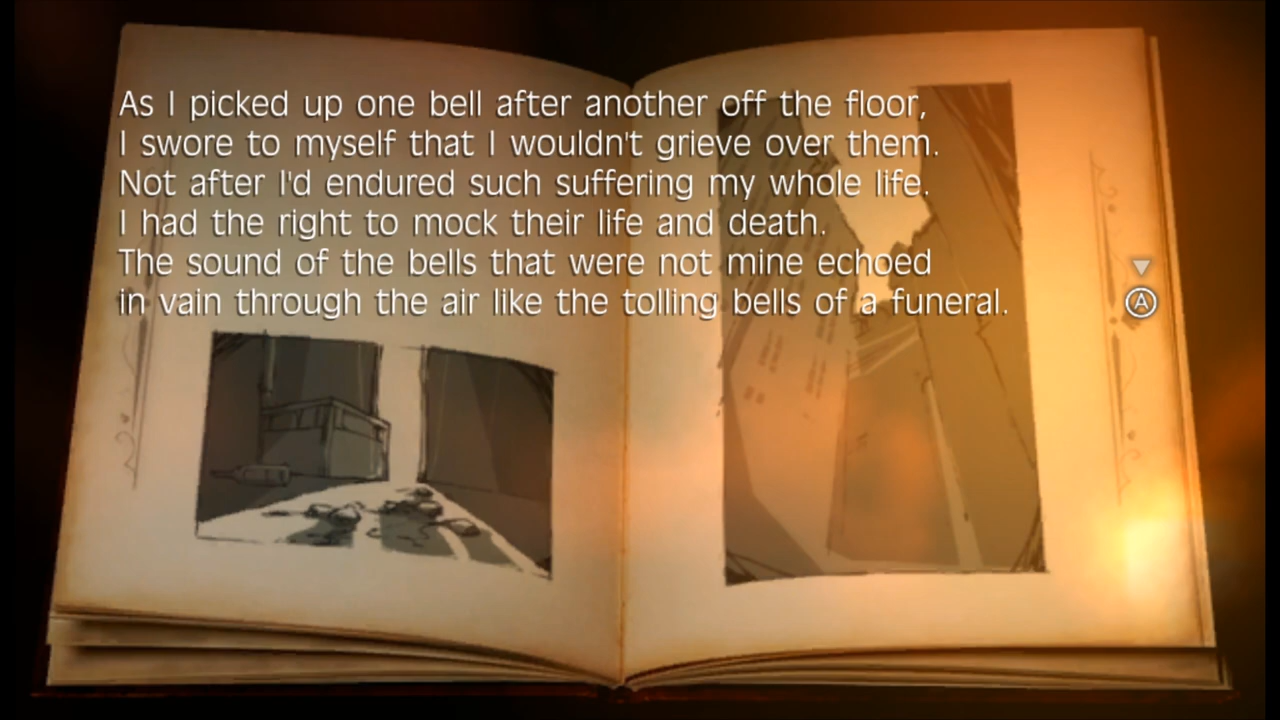 As I picked up one bell after another off the floor,
I swore to myself that I wouldn't grieve over them.
Not after I'd endured such suffering my whole life.
I had the right to mock their life and death.
The sound of the bells that were not mine echoed
in vain through the air like the tolling bells of a funeral.
A